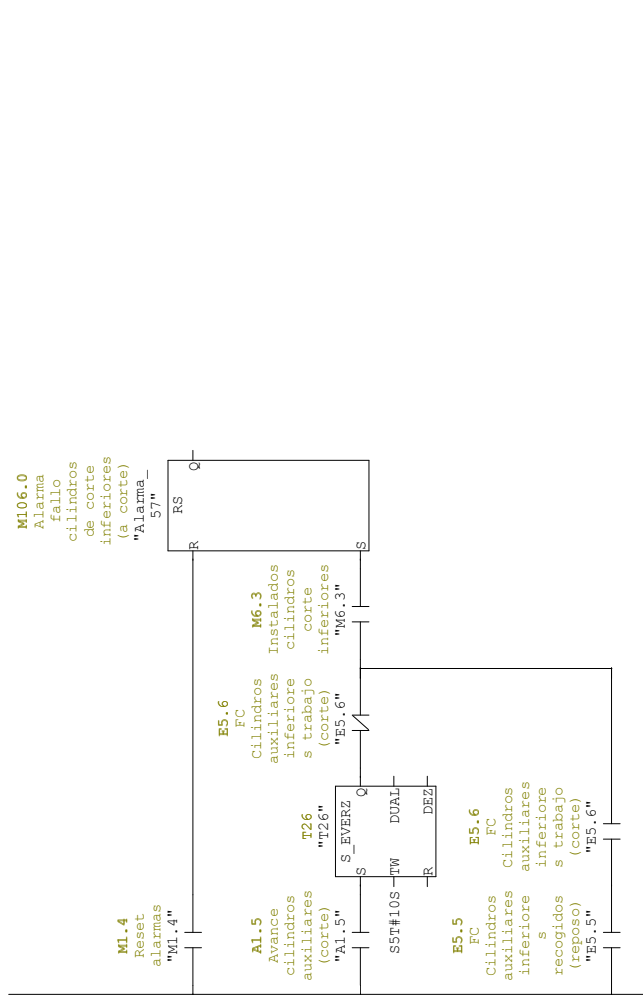 M106.0
Alarma
fallo
cilindros
de corte
inferiores
(a corte)
"Alarma_
57"
RS
R
Q
S
M1.4
Reset
alarmas
"M1.4"
M6.3
Instalados
cilindros
corte
inferiores
"M6.3"
E5.6
FC
Cilindros
auxiliares
inferiore
s trabajo
(corte)
"E5.6"
T26
"T26"
S_EVERZ
S
Q
TW
DUAL
R
DEZ
A1.5
Avance
cilindros
auxiliares
(corte)
"A1.5"
S5T#10S
E5.5
FC
Cilindros
auxiliares
inferiore
s
recogidos
(reposo)
"E5.5"
E5.6
FC
Cilindros
auxiliares
inferiore
s trabajo
(corte)
"E5.6"